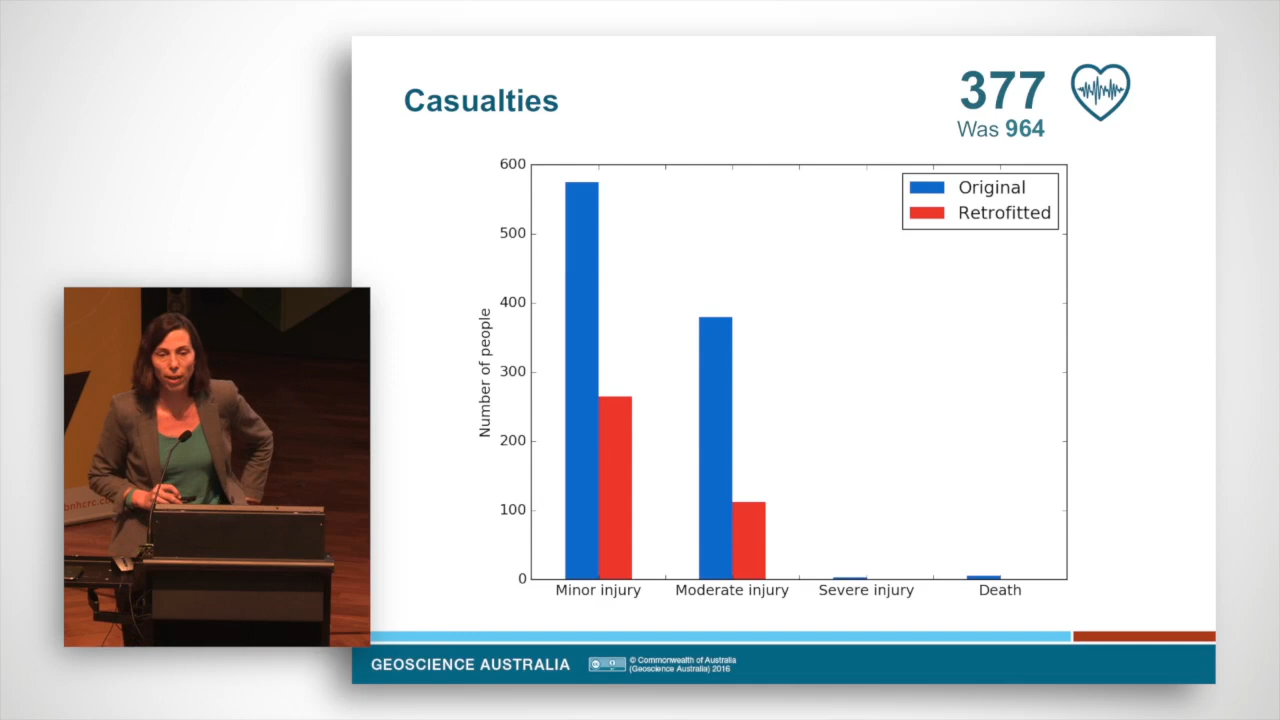 Casualties
377
Was 964
600
500
400
300
200
100
0
Number of people
Original
Retrofitted
Minor injury
Moderate injury
Severe injury
Death
GEOSCIENCE AUSTRALIA
© Commonwealth of Australia
(Geoscience Australia) 2016
onhcrc.c